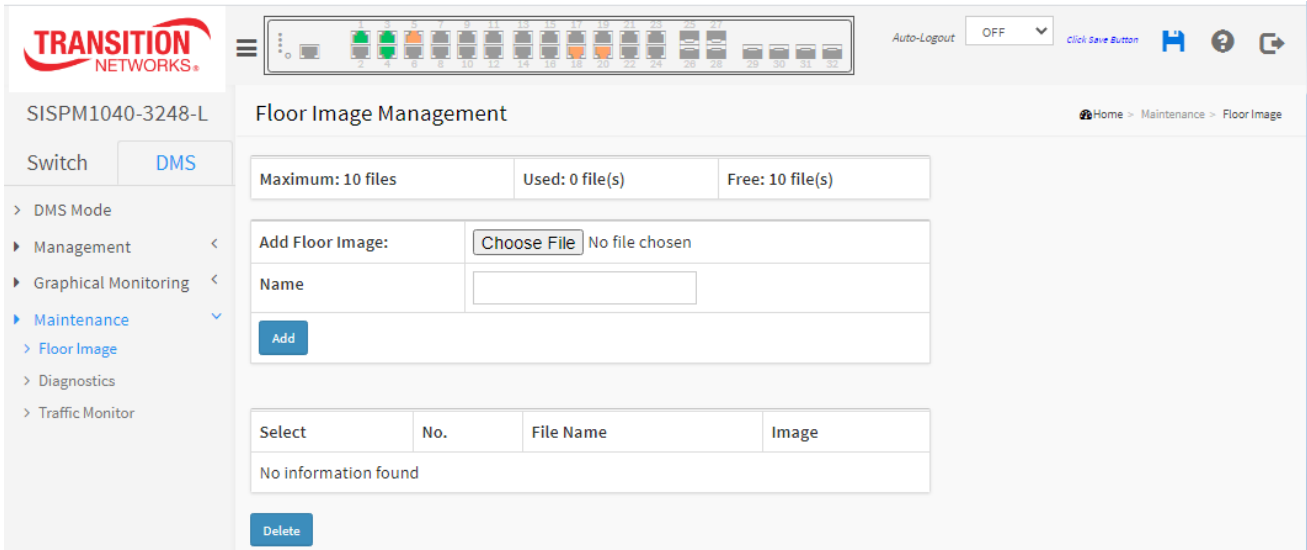 1 3 5 7 9 11 13 15 17 19 21 23 25 27
TRANSITION
NETWORKS®
2 4 6 8 10 12 14 16 18 20 22 24 26 28 29 30 31 32
Auto-Logout OFF Click Save Button
SISPM1040-3248-L
Floor Image Management
Home > Maintenance > Floor Image
Switch DMS
Maximum: 10 files Used: 0 file(s) Free: 10 file(s)
> DMS Mode
Management
Graphical Monitoring
Maintenance
> Floor Image
> Diagnostics
> Traffic Monitor
Add Floor Image: Choose File No file chosen
Name
Add
Select No. File Name Image
No information found
Delete